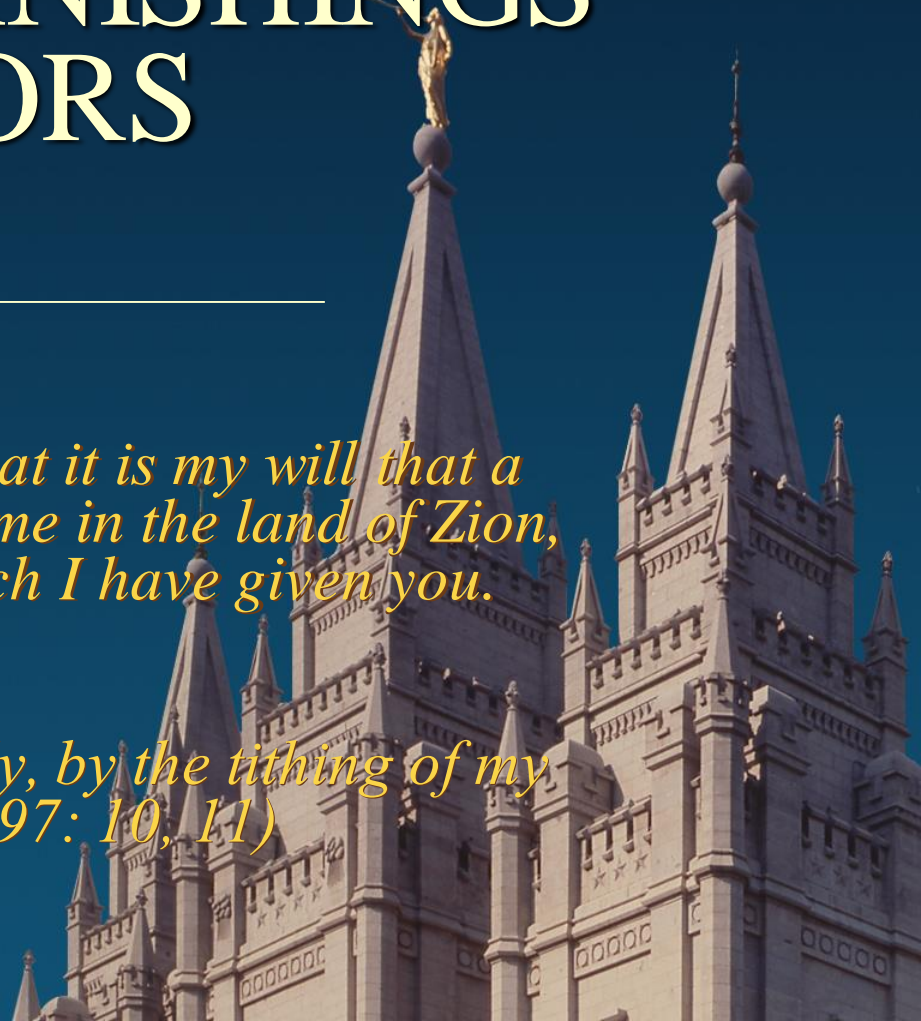 NISHINGS
ORS
at it is my will that a
me in the land of Zion,
ch I have given you.
y, by the tithing of my
97: 10, 11)